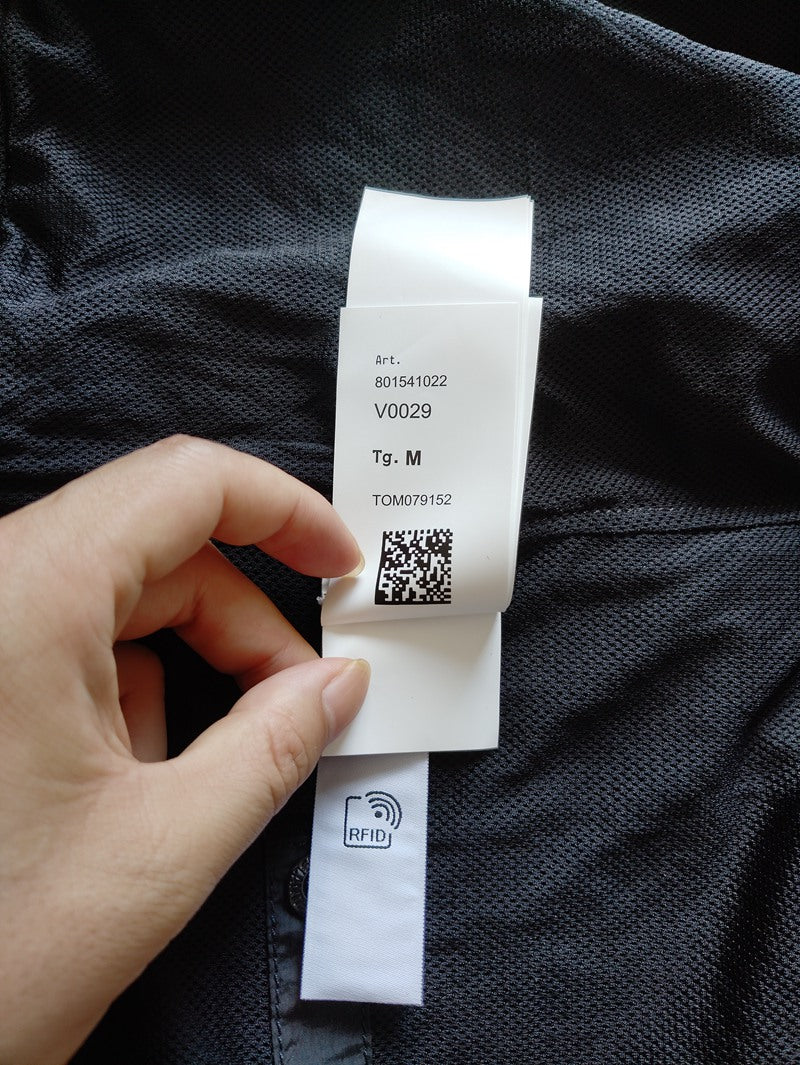 Art.
801541022
V0029
Tg. M
TOM079152
RFID